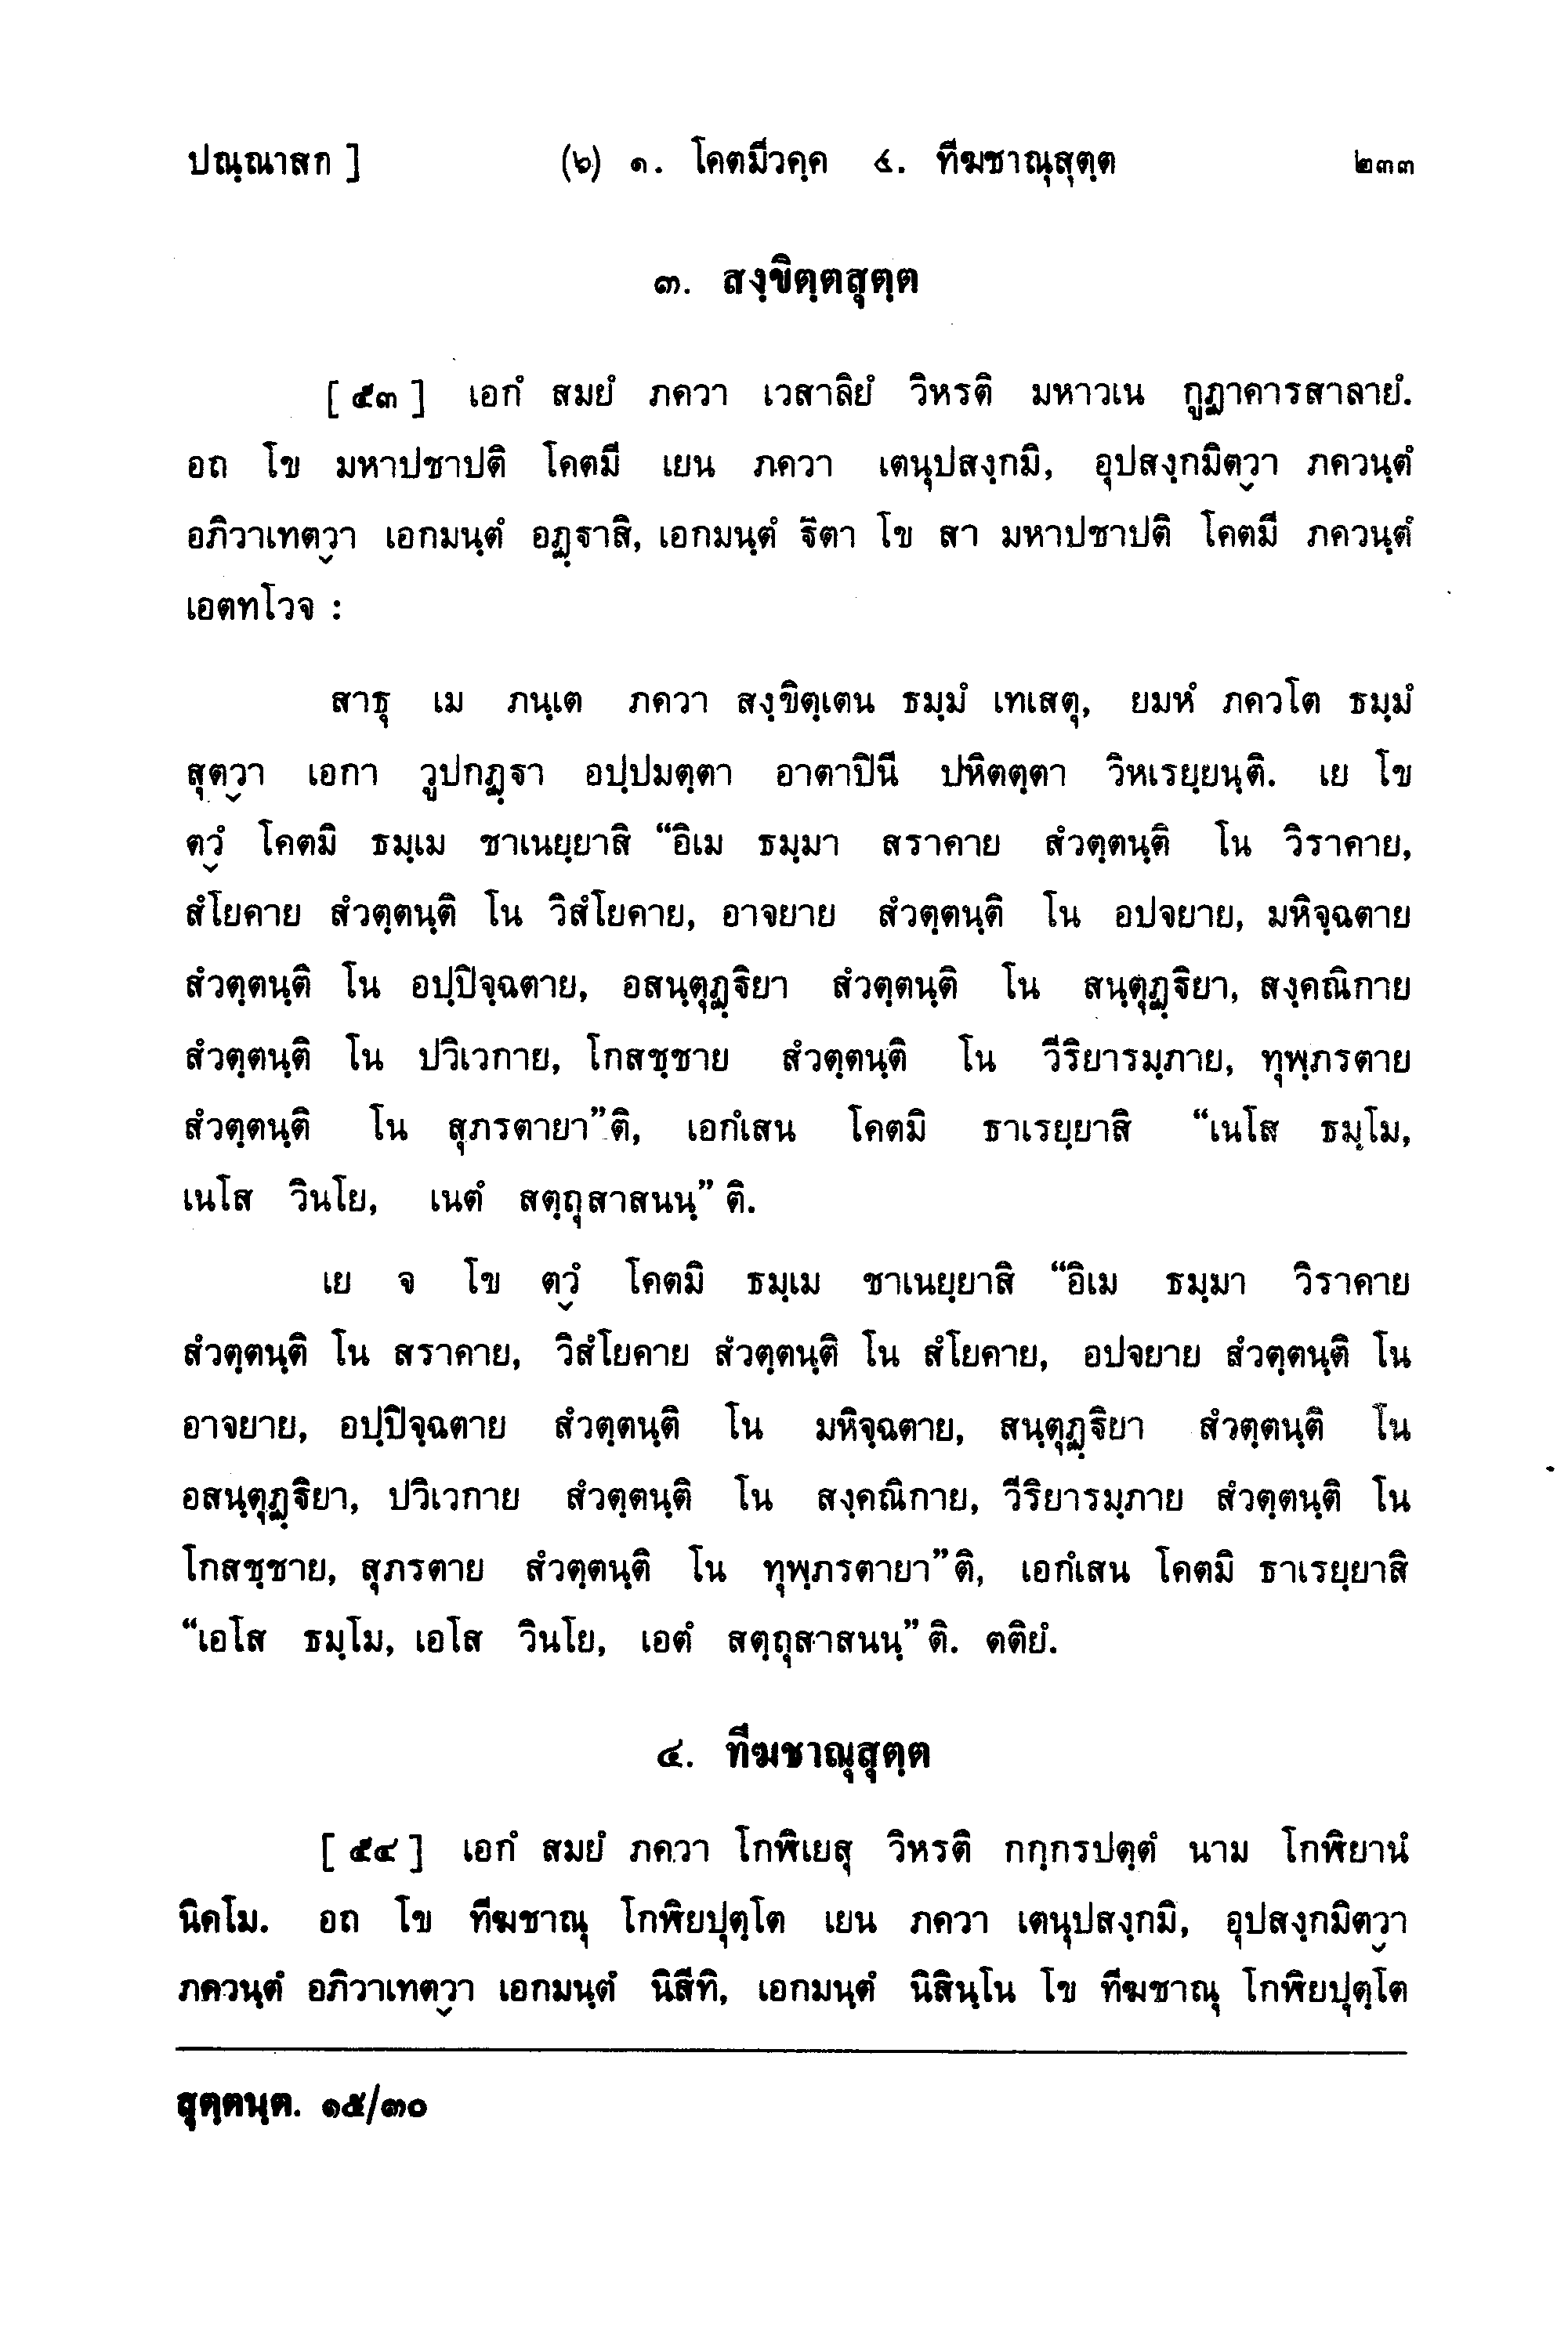 ปณฺณาสก ] (๖) ๑. โคตมีวคฺค ๔. ทีฆชาณุสุตฺต ๒๓๓
๓. สงฺขิตฺตสุตฺต
[ ๕๓ ] เอกํ สมยํ ภควา เวสาลิยํ วิหรติ มหาวเน กูฏาคารสาลายํ.
อถ โข มหาปชาปติ โคตมี เยน ภควา เตนุปสงฺกมิ, อุปสงฺกมิตฺวา ภควนฺตํ
อภิวาเทตฺวา เอกมนฺตํ อฏฺฐาสิ, เอกมนฺตํ ฐิตา โข สา มหาปชาปติ โคตมี ภควนฺตํ
เอตทโวจ :
สาธุ เม ภนฺเต ภควา สงฺขิตฺเตน ธมฺมํ เทเสตุ, ยมหํ ภควโต ธมฺมํ
สุตฺวา เอกา วูปกฏฺฐา อปฺปมตฺตา อาตาปินี ปหิตตฺตา วิหเรยฺยนฺติ. เย โข
ตฺวํ โคตมิ ธมฺเม ชาเนยฺยาสิ “อิเม ธมฺมา สราคาย สํวตฺตนฺติ โน วิราคาย,
สํโยคาย สํวตฺตนฺติ โน วิสํโยคาย, อาจยาย สํวตฺตนฺติ โน อปจยาย, มหิจฺฉตาย
สํวตฺตนฺติ โน อปฺปิจฺฉตาย, อสนฺตุฏฺฐิยา สํวตฺตนฺติ โน สนฺตุฏฺฐิยา, สงฺคณิกาย
สํวตฺตนฺติ โน ปวิเวกาย, โกสชฺชาย สํวตฺตนฺติ โน วีริยารมฺภาย, ทุพฺภรตาย
สํวตฺตนฺติ โน สุภรตายา”ติ, เอกํเสน โคตมิ ธาเรยฺยาสิ “เนโส ธมฺโม,
เนโส วินโย, เนตํ สตฺถุสาสนนฺ”ติ.
เย จ โข ตฺวํ โคตมิ ธมฺเม ชาเนยฺยาสิ “อิเม ธมฺมา วิราคาย
สํวตฺตนฺติ โน สราคาย, วิสํโยคาย สํวตฺตนฺติ โน สํโยคาย, อปจยาย สํวตฺตนฺติ โน
อาจยาย, อปฺปิจฺฉตาย สํวตฺตนฺติ โน มหิจฺฉตาย, สนฺตุฏฺฐิยา สํวตฺตนฺติ โน
อสนฺตุฏฺฐิยา, ปวิเวกาย สํวตฺตนฺติ โน สงฺคณิกาย, วีริยารมฺภาย สํวตฺตนฺติ โน
โกสชฺชาย, สุภรตาย สํวตฺตนฺติ โน ทุพฺภรตายา”ติ, เอกํเสน โคตมิ ธาเรยฺยาสิ
“เอโส ธมฺโม, เอโส วินโย, เอตํ สตฺถุสาสนนฺ”ติ. ตติยํ.
๔. ทีฆชาณุสุตฺต
[ ๕๔ ] เอกํ สมยํ ภควา โกฬิเยสุ วิหรติ กกฺกรปตฺตํ นาม โกฬิยานํ
นิคโม. อถ โข ทีฆชาณุ โกฬิยปุตฺโต เยน ภควา เตนุปสงฺกมิ, อุปสงฺกมิตฺวา
ภควนฺตํ อภิวาเทตฺวา เอกมนฺตํ นิสีทิ, เอกมนฺตํ นิสินฺโน โข ทีฆชาณุ โกฬิยปุตฺโต
สุตฺตนฺต. ๑๕/๓๐